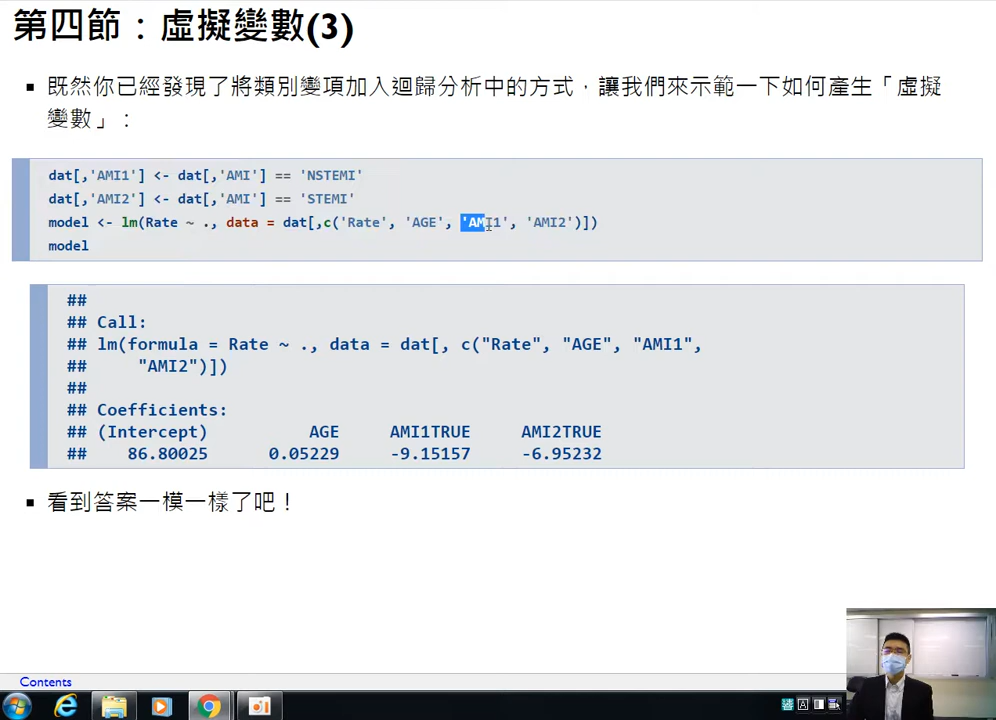 第四節：虛擬變數(3)
▪ 既然你已經發現了將類別變項加入迴歸分析中的方式，讓我們來示範一下如何產生「虛擬
變數」：
dat[,'AMI1'] <- dat[,'AMI'] == 'NSTEMI'
dat[,'AMI2'] <- dat[,'AMI'] == 'STEMI'
model <- lm(Rate ~ ., data = dat[,c('Rate', 'AGE', 'AMI1', 'AMI2')])
model
##
## Call:
## lm(formula = Rate ~ ., data = dat[, c("Rate", "AGE", "AMI1",
##     "AMI2")])
##
## Coefficients:
## (Intercept)          AGE     AMI1TRUE     AMI2TRUE
##    86.80025      0.05229     -9.15157     -6.95232
▪ 看到答案一模一樣了吧！
Contents